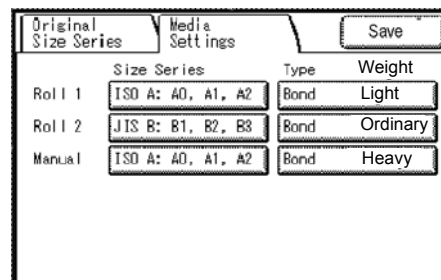 Original
Size Series
Media
Settings
Save
Size Series Type Weight
Roll 1 ISO A: A0, A1, A2 Bond Light
Roll 2 JIS B: B1, B2, B3 Bond Ordinary
Manual ISO A: A0, A1, A2 Bond Heavy